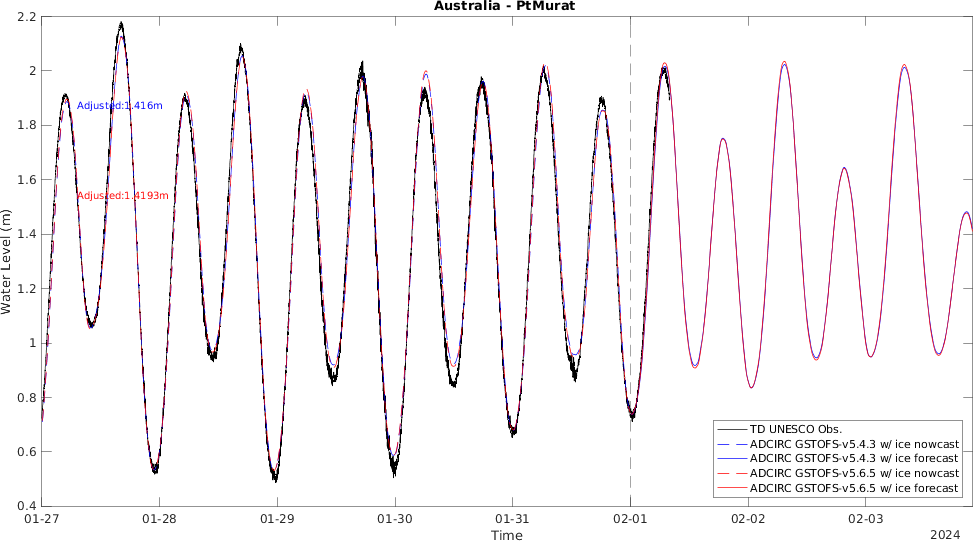 Australia - PtMurat
2.2
2
1.8
1.6
1.4
1.2
1
0.8
0.6
0.4
Water Level (m)
Adjusted:1.416m
Adjusted:1.4193m
TD UNESCO Obs.
ADCIRC GSTOFS-v5.4.3 w/ ice nowcast
ADCIRC GSTOFS-v5.4.3 w/ ice forecast
ADCIRC GSTOFS-v5.6.5 w/ ice nowcast
ADCIRC GSTOFS-v5.6.5 w/ ice forecast
01-27 01-28 01-29 01-30 01-31 02-01 02-02 02-03
Time
2024